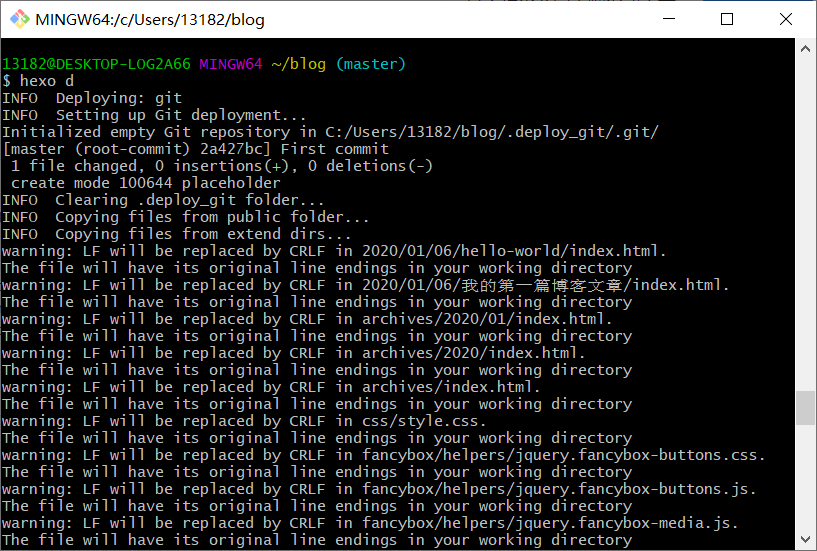 MINGW64:/c/Users/13182/blog
13182@DESKTOP-LOG2A66 MINGW64 ~/blog (master)
$ hexo d
INFO  Deploying: git
INFO  Setting up Git deployment...
Initialized empty Git repository in C:/Users/13182/blog/.deploy_git/.git/
[master (root-commit) 2a427bc] First commit
 1 file changed, 0 insertions(+), 0 deletions(-)
 create mode 100644 placeholder
INFO  Clearing .deploy_git folder...
INFO  Copying files from public folder...
INFO  Copying files from extend dirs...
warning: LF will be replaced by CRLF in 2020/01/06/hello-world/index.html.
The file will have its original line endings in your working directory
warning: LF will be replaced by CRLF in 2020/01/06/我的第一篇博客文章/index.html.
The file will have its original line endings in your working directory
warning: LF will be replaced by CRLF in archives/2020/01/index.html.
The file will have its original line endings in your working directory
warning: LF will be replaced by CRLF in archives/2020/index.html.
The file will have its original line endings in your working directory
warning: LF will be replaced by CRLF in archives/index.html.
The file will have its original line endings in your working directory
warning: LF will be replaced by CRLF in css/style.css.
The file will have its original line endings in your working directory
warning: LF will be replaced by CRLF in fancybox/helpers/jquery.fancybox-buttons.css.
The file will have its original line endings in your working directory
warning: LF will be replaced by CRLF in fancybox/helpers/jquery.fancybox-buttons.js.
The file will have its original line endings in your working directory
warning: LF will be replaced by CRLF in fancybox/helpers/jquery.fancybox-media.js.
The file will have its original line endings in your working directory